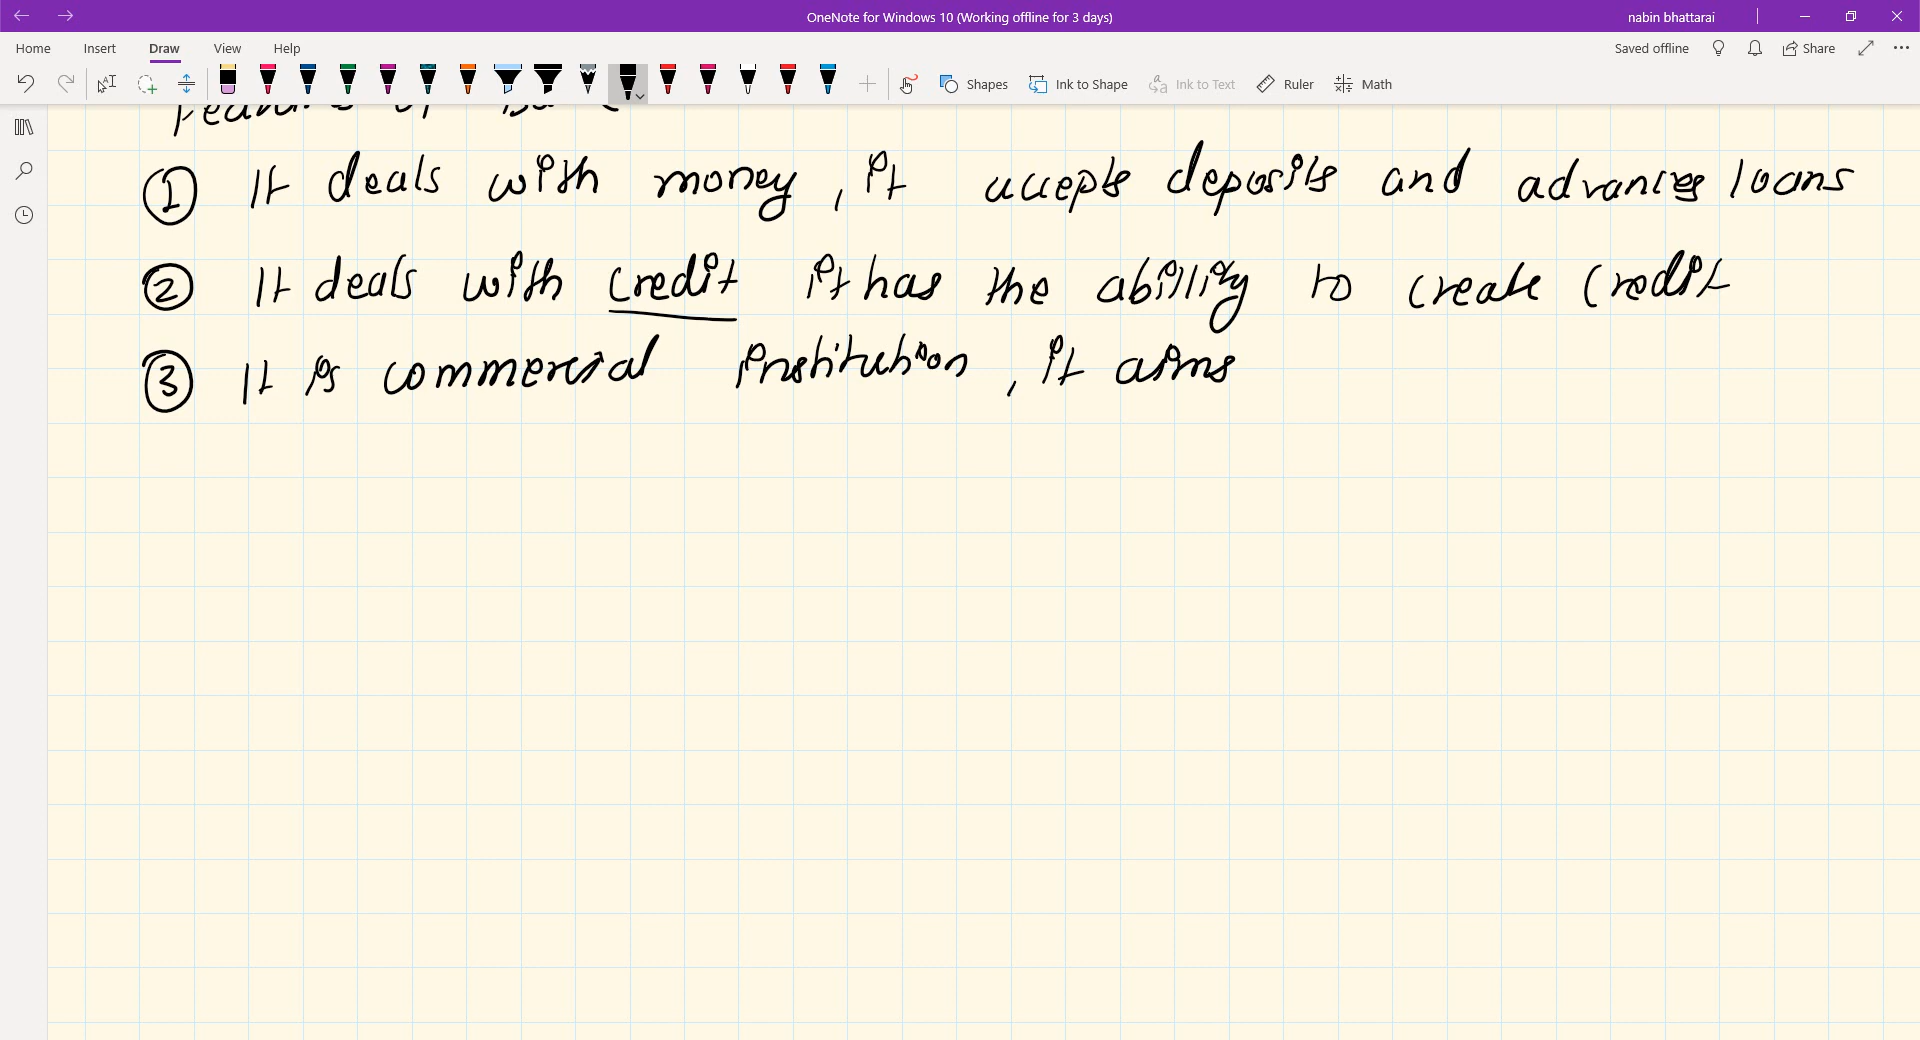 OneNote for Windows 10 (Working offline for 3 days)
nabin bhattarai
Home Insert Draw View Help
Saved offline Share
Shapes Ink to Shape Ink to Text Ruler Math
① It deals with money, it accepts deposits and advances loans
② It deals with credit it has the ability to create credit
③ It is commercial institution, it aims